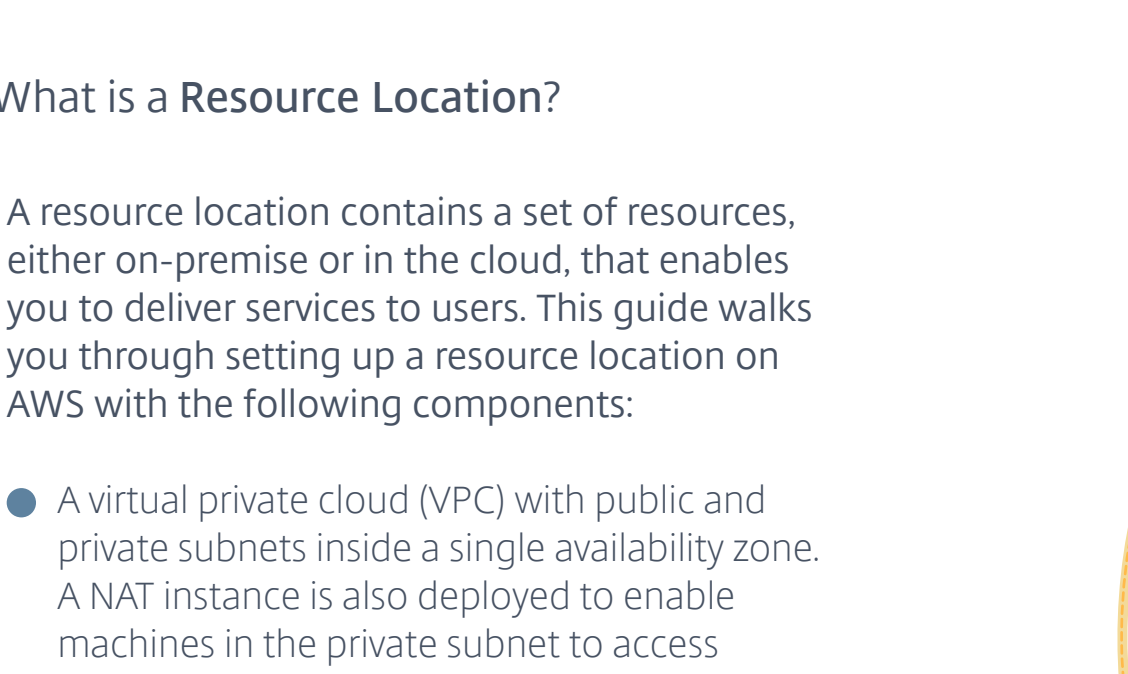 What is a Resource Location?
A resource location contains a set of resources,
either on-premise or in the cloud, that enables
you to deliver services to users. This guide walks
you through setting up a resource location on
AWS with the following components:
A virtual private cloud (VPC) with public and
private subnets inside a single availability zone.
A NAT instance is also deployed to enable
machines in the private subnet to access